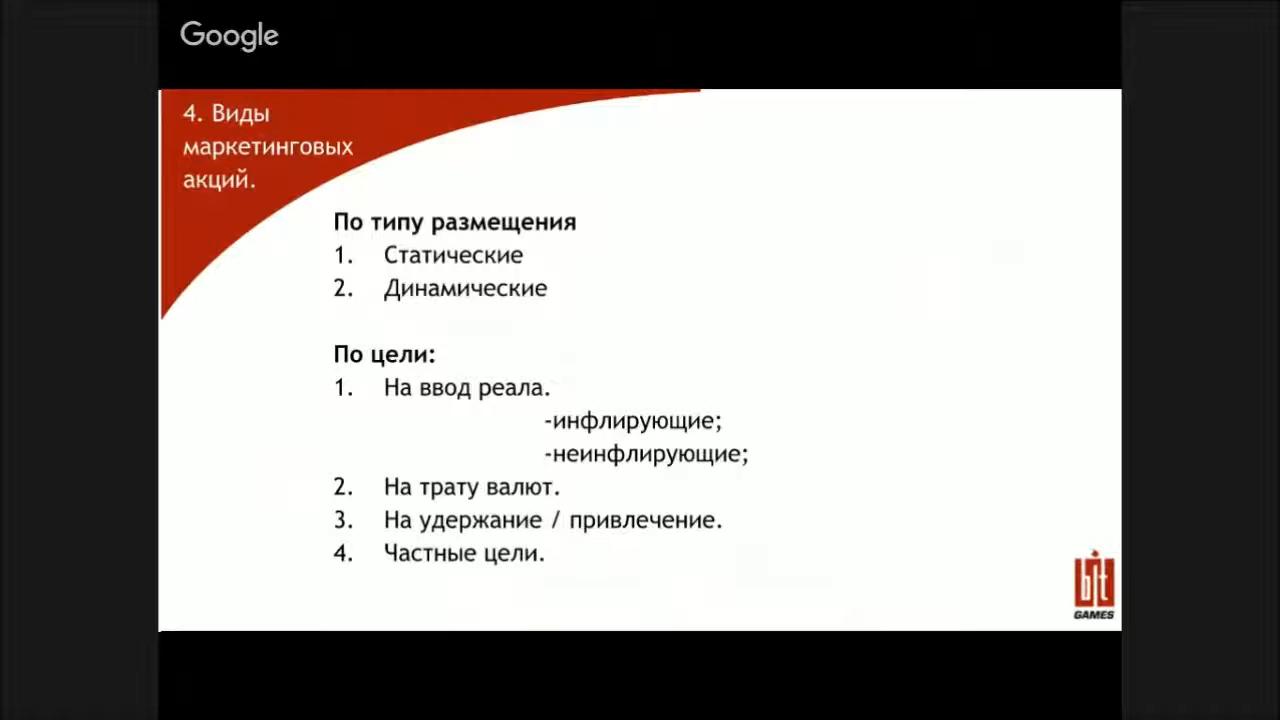 Google
4. Виды
маркетинговых
акций.
По типу размещения
1. Статические
2. Динамические
По цели:
1. На ввод реала.
-инфлирующие;
-неинфлирующие;
2. На трату валют.
3. На удержание / привлечение.
4. Частные цели.
bit
GAMES